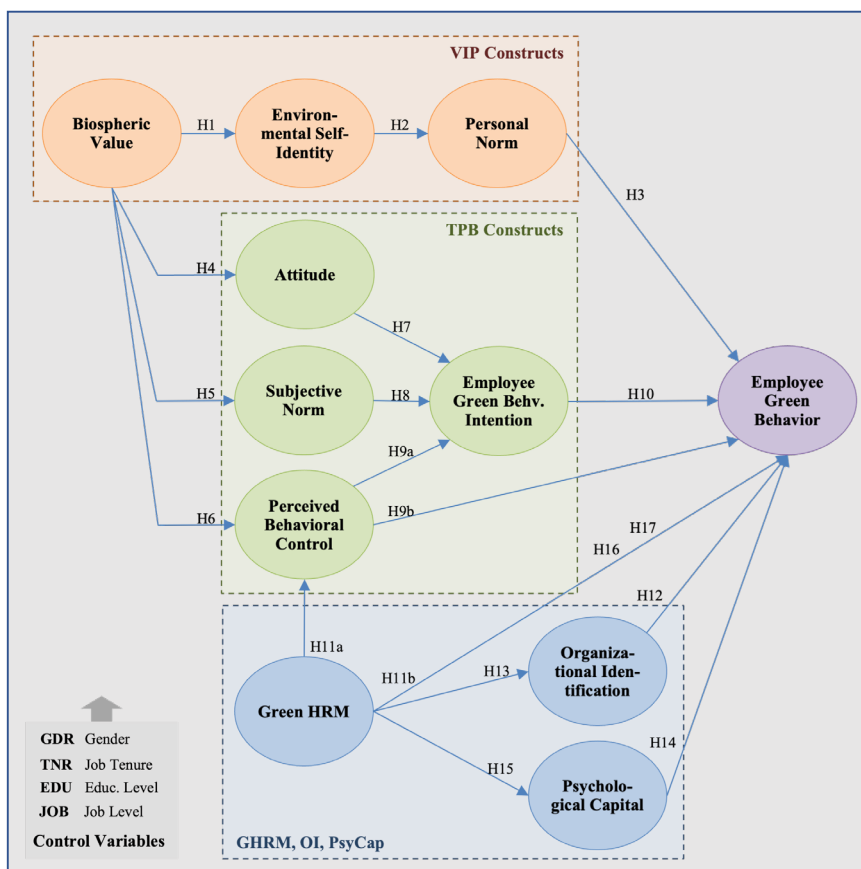 VIP Constructs
Biospheric
Value
H1
Environ-
mental Self-
Identity
H2
Personal
Norm
H3
TPB Constructs
H4
Attitude
H7
H5
Subjective
Norm
H8
Employee
Green Behv.
Intention
H10
Employee
Green
Behavior
H9a
H6
Perceived
Behavioral
Control
H9b
H17
H16
H12
H11a
Green HRM
H11b
H13
Organiza-
tional Iden-
tification
H15
H14
Psycholo-
gical Capital
GHRM, OI, PsyCap
GDR Gender
TNR Job Tenure
EDU Educ. Level
JOB Job Level
Control Variables